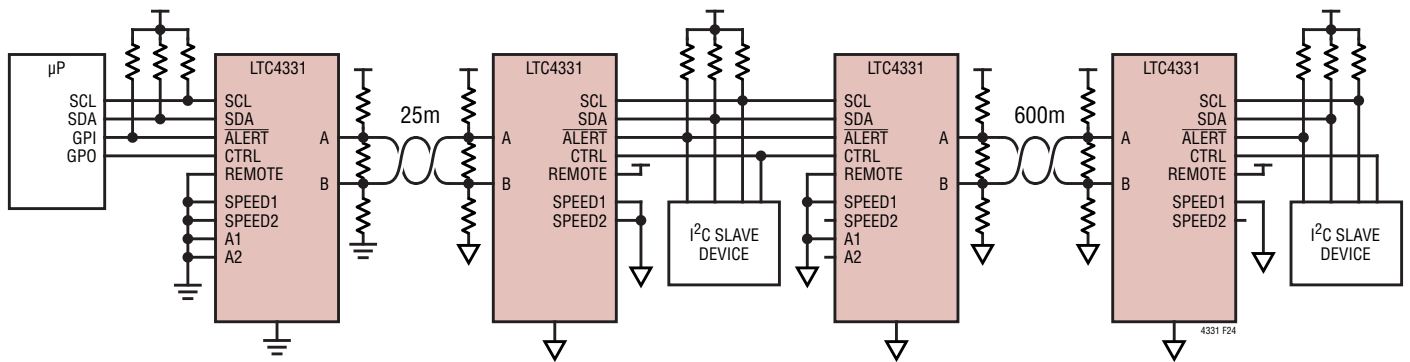 µP
SCL
SDA
GPI
GPO
LTC4331
SCL
SDA
ALERT
CTRL
REMOTE
SPEED1
SPEED2
A1
A2
A
B
25m
LTC4331
A
B
SCL
SDA
ALERT
CTRL
REMOTE
SPEED1
SPEED2
I²C SLAVE
DEVICE
LTC4331
SCL
SDA
ALERT
CTRL
REMOTE
SPEED1
SPEED2
A1
A2
A
B
600m
LTC4331
A
B
SCL
SDA
ALERT
CTRL
REMOTE
SPEED1
SPEED2
I²C SLAVE
DEVICE
4331 F24